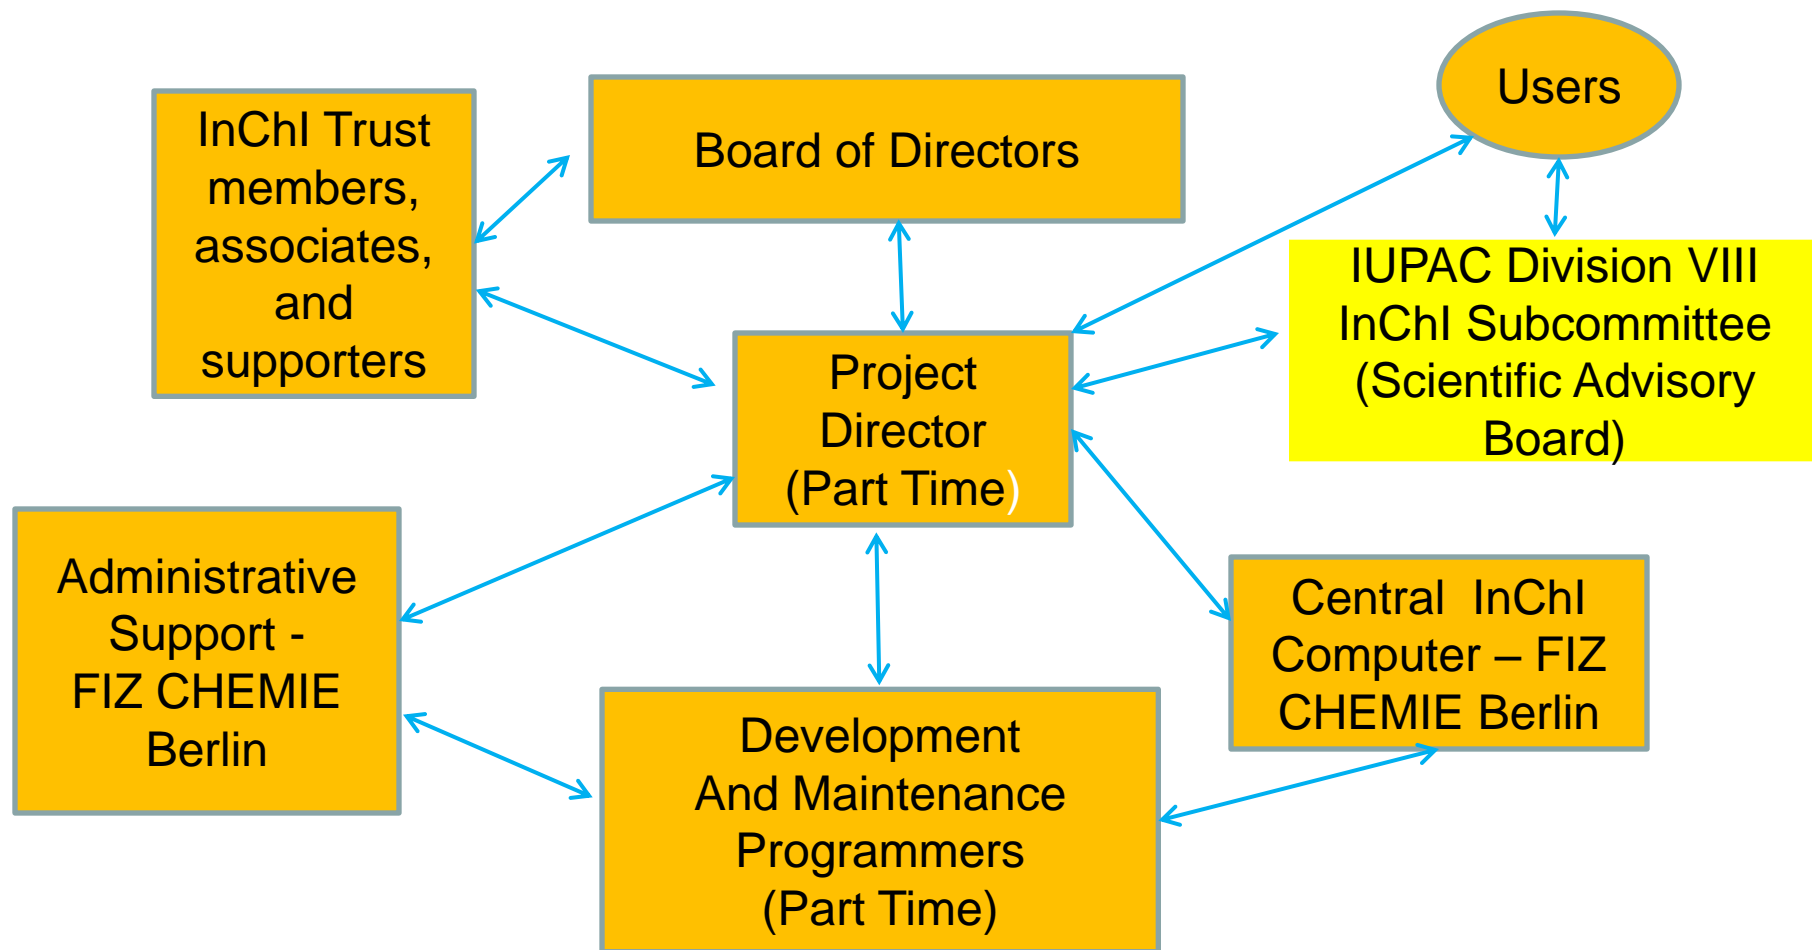 InChI Trust
members,
associates,
and
supporters
Board of Directors
Users
IUPAC Division VIII
InChI Subcommittee
(Scientific Advisory
Board)
Project
Director
(Part Time)
Administrative
Support -
FIZ CHEMIE
Berlin
Central  InChI
Computer – FIZ
CHEMIE Berlin
Development
And Maintenance
Programmers
(Part Time)